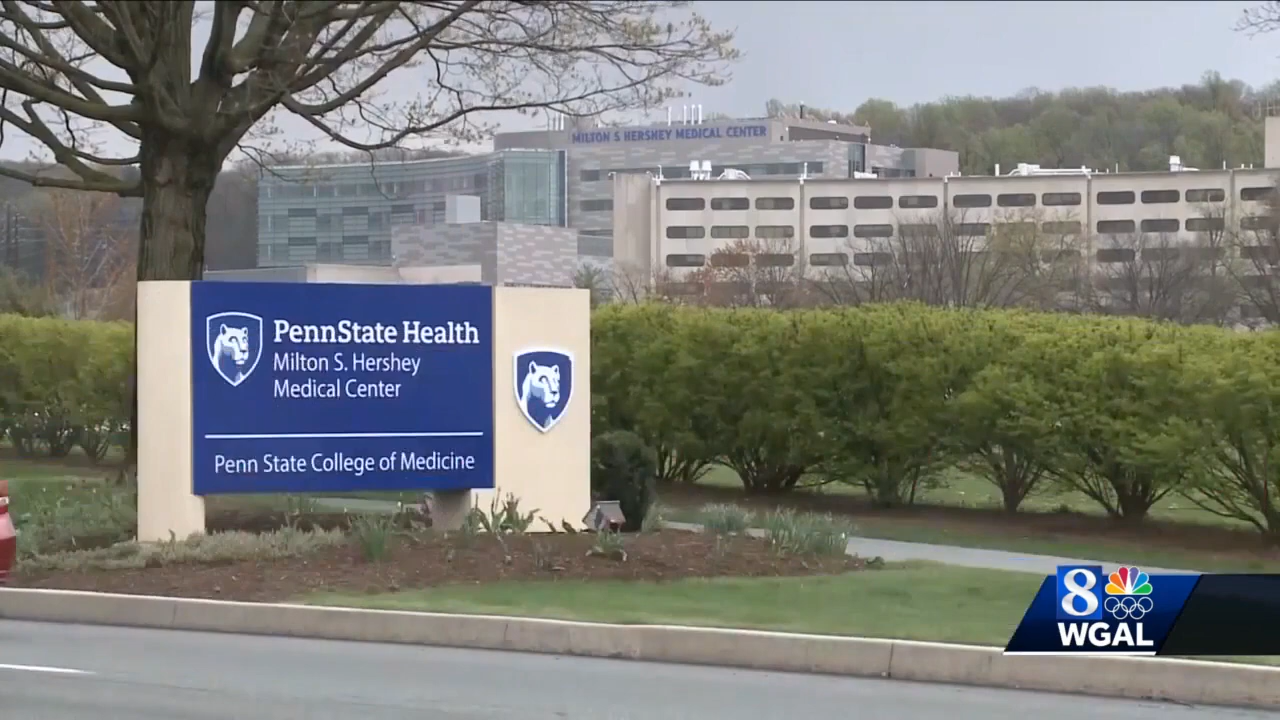 MILTON S HERSHEY MEDICAL CENTER
PennState Health
Milton S. Hershey
Medical Center
Penn State College of Medicine
8
WGAL